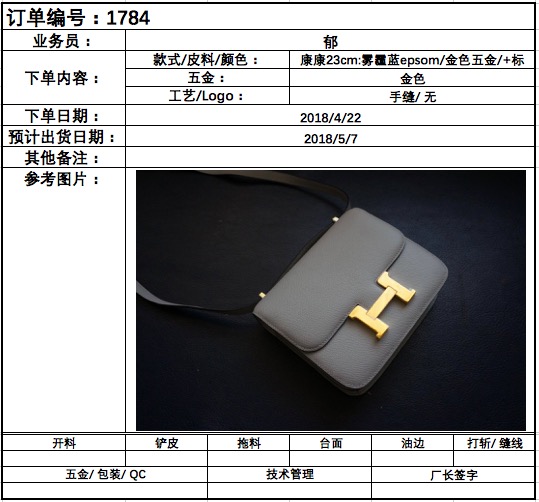 订单编号：1784
业务员： 郁
下单内容： 款式/皮料/颜色： 康康23cm:雾霾蓝epsom/金色五金/+标
五金： 金色
工艺/Logo： 手缝/ 无
下单日期： 2018/4/22
预计出货日期： 2018/5/7
其他备注：
参考图片：
开料 铲皮 拖料 台面 油边 打斩/ 缝线
五金/ 包装/ QC 技术管理 厂长签字